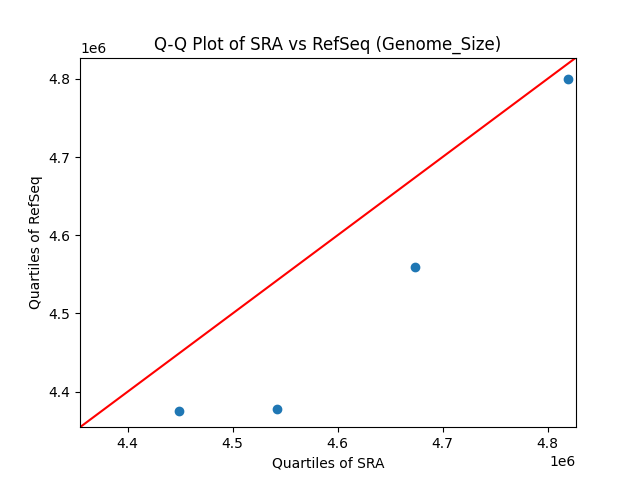 Q-Q Plot of SRA vs RefSeq (Genome_Size)
1e6
4.8
4.7
4.6
4.5
4.4
Quartiles of RefSeq
4.4 4.5 4.6 4.7 4.8
1e6
Quartiles of SRA